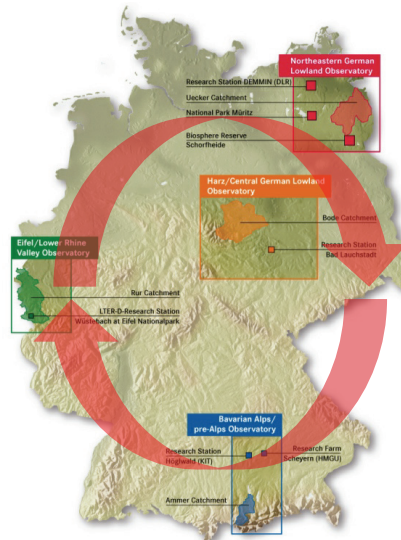 Northeastern German
Lowland Observatory
Research Station DEMMIN (DLR)
Uecker Catchment
National Park Müritz
Biosphere Reserve
Schorfheide
Harz/Central German Lowland
Observatory
Bode Catchment
Research Station
Bad Lauchstädt
Eifel/Lower Rhine
Valley Observatory
Rur Catchment
LTER-D-Research Station
Wüstebach at Eifel Nationalpark
Bavarian Alps/
pre-Alps Observatory
Research Station
Höglwald (KIT)
Research Farm
Scheyern (HMGU)
Ammer Catchment